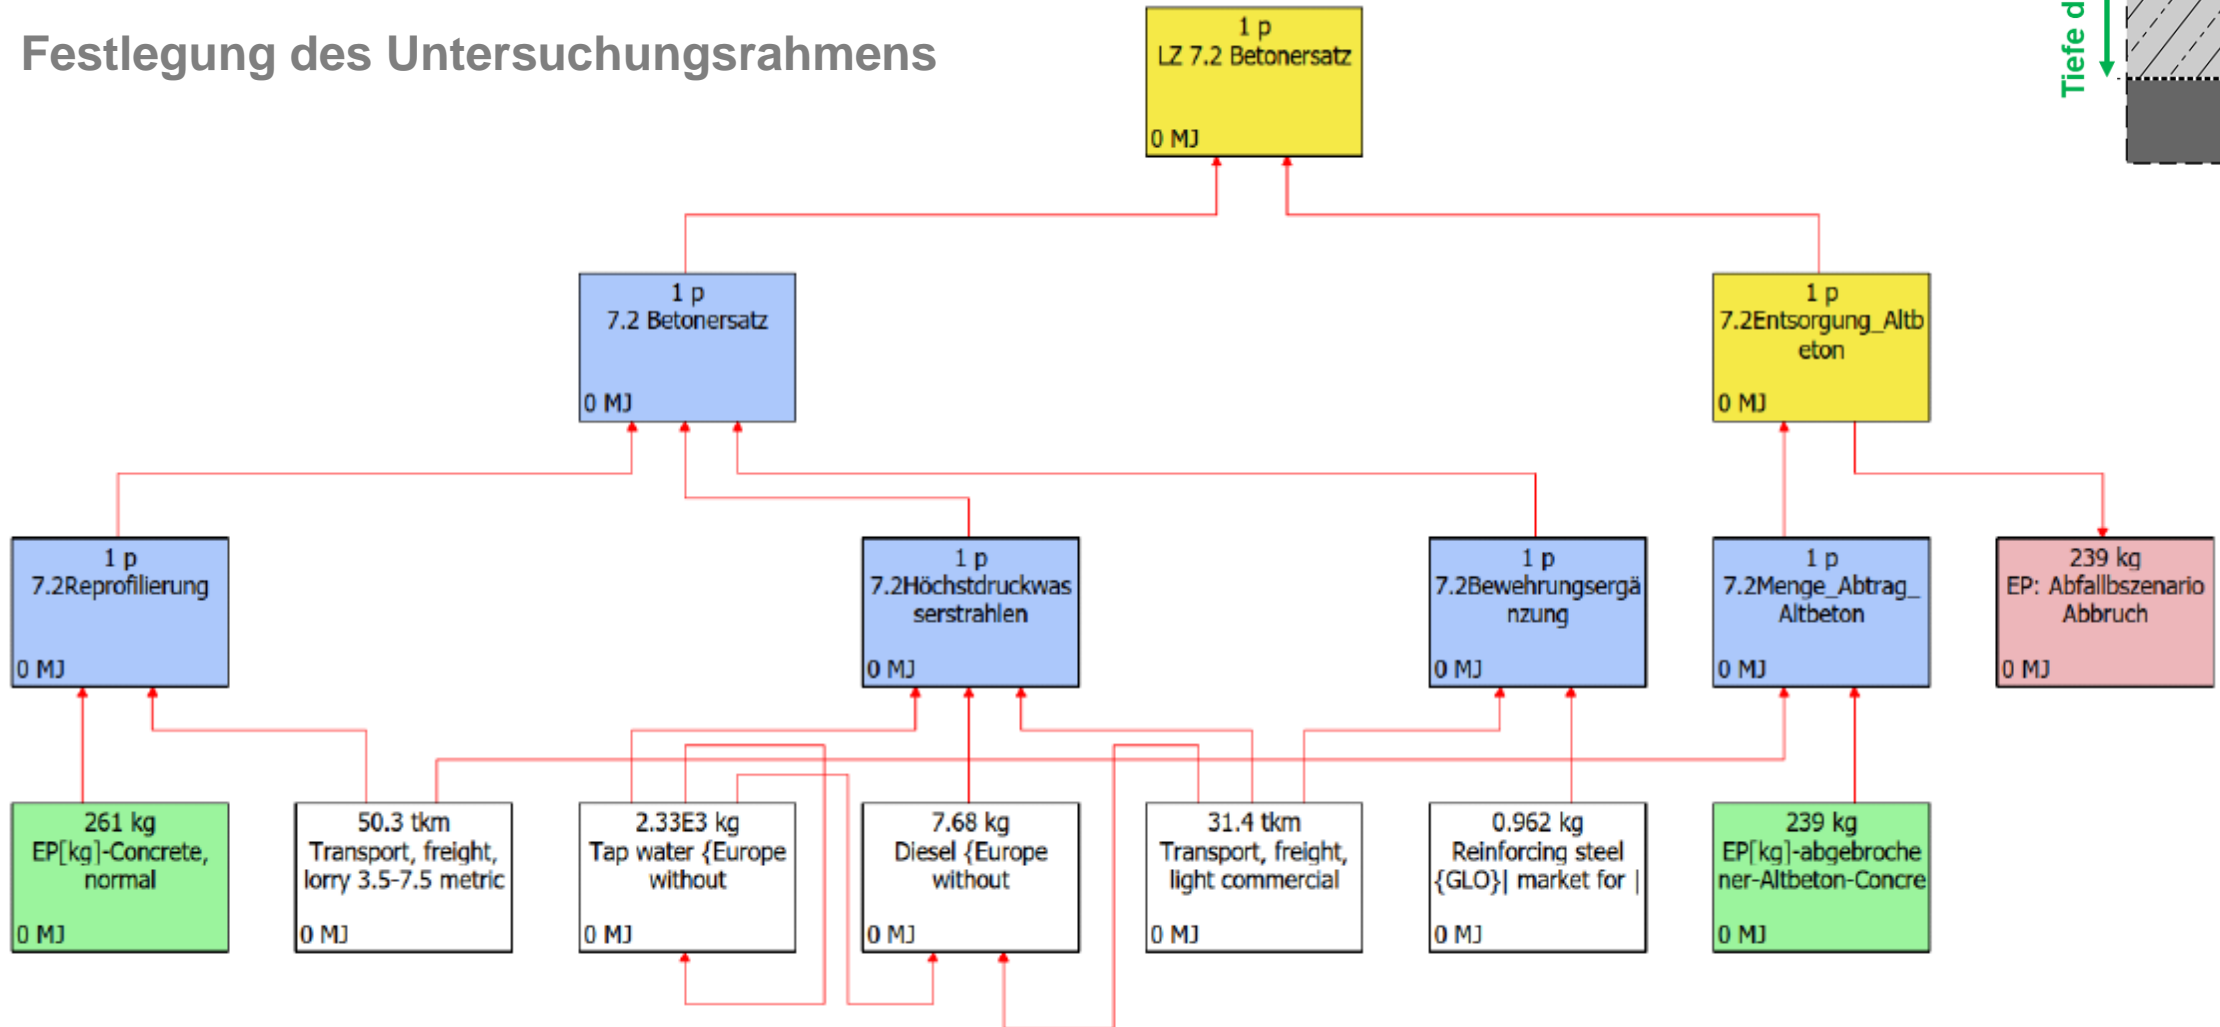 Festlegung des Untersuchungsrahmens
Tiefe d
1 p
LZ 7.2 Betonersatz
0 MJ
1 p
7.2 Betonersatz
0 MJ
1 p
7.2Entsorgung_Altb
eton
0 MJ
1 p
7.2Reprofilierung
0 MJ
1 p
7.2Höchstdruckwas
serstrahlen
0 MJ
1 p
7.2Bewehrungsergä
nzung
0 MJ
1 p
7.2Menge_Abtrag_
Altbeton
0 MJ
239 kg
EP: Abfallbszenario
Abbruch
0 MJ
261 kg
EP[kg]-Concrete,
normal
0 MJ
50.3 tkm
Transport, freight,
lorry 3.5-7.5 metric
0 MJ
2.33E3 kg
Tap water {Europe
without
0 MJ
7.68 kg
Diesel {Europe
without
0 MJ
31.4 tkm
Transport, freight,
light commercial
0 MJ
0.962 kg
Reinforcing steel
{GLO}| market for |
0 MJ
239 kg
EP[kg]-abgebroche
ner-Altbeton-Concre
0 MJ